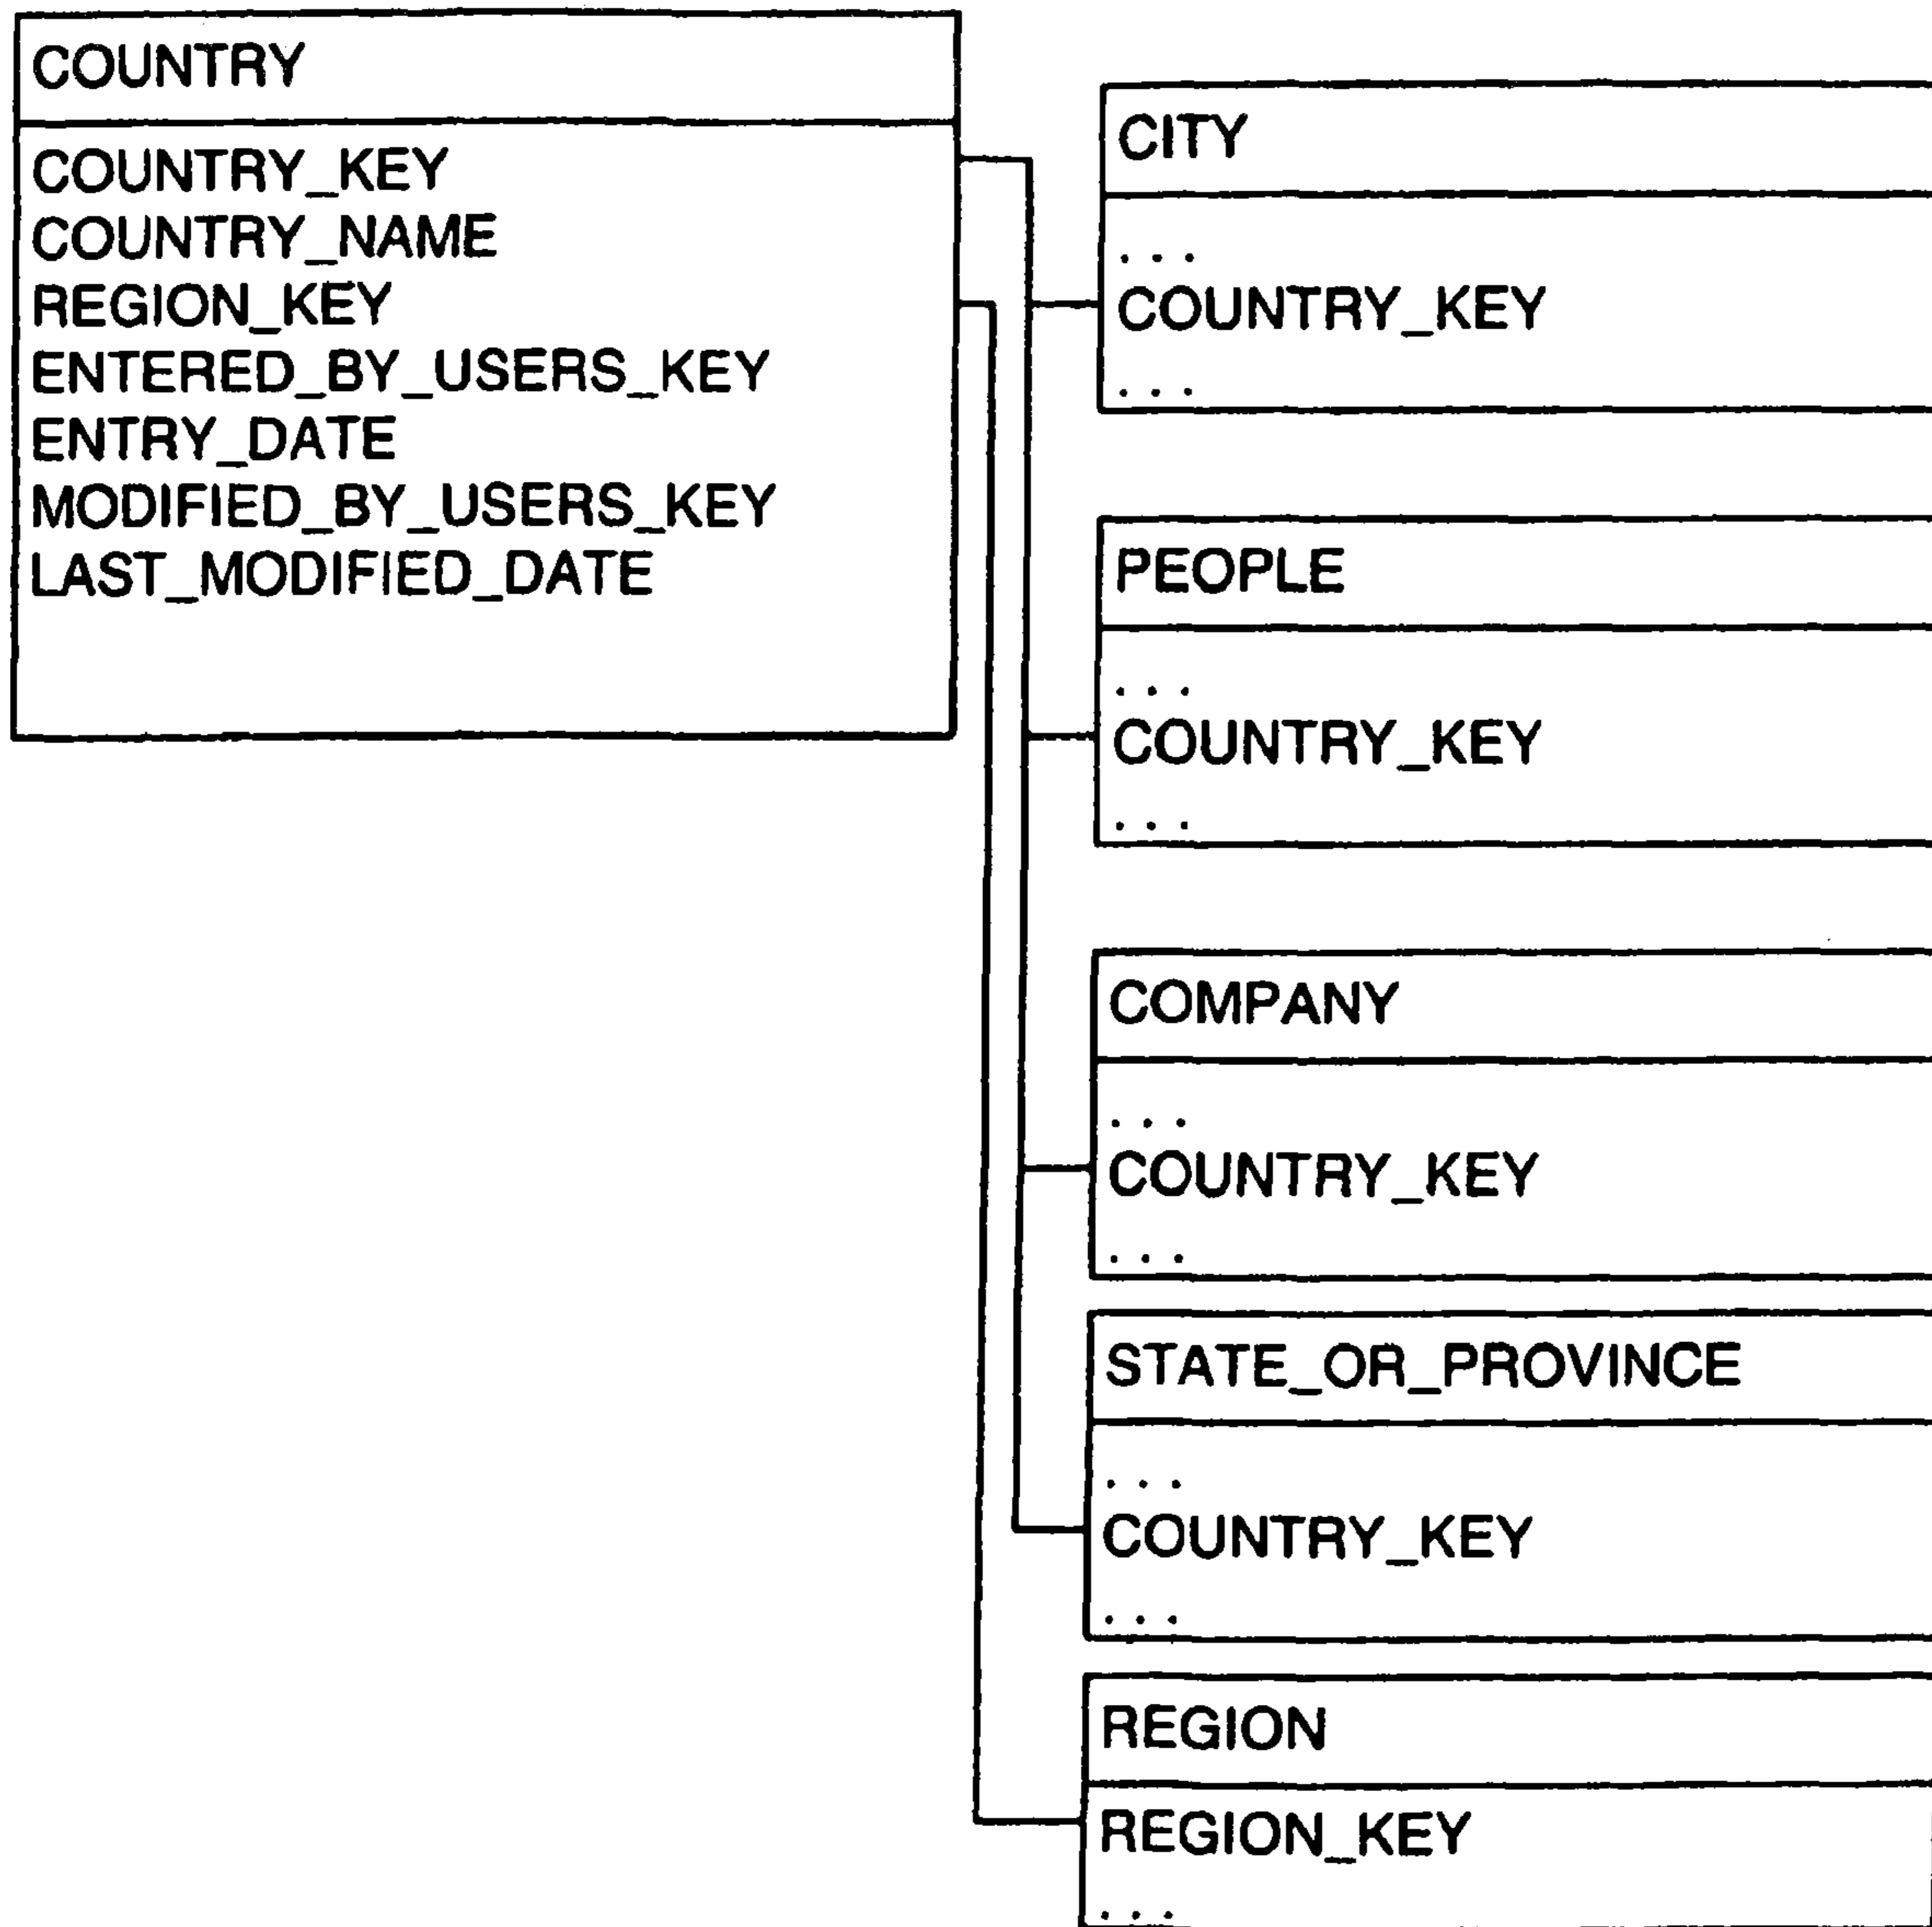 COUNTRY
COUNTRY_KEY
COUNTRY_NAME
REGION_KEY
ENTERED_BY_USERS_KEY
ENTRY_DATE
MODIFIED_BY_USERS_KEY
LAST_MODIFIED_DATE
CITY
. . .
COUNTRY_KEY
. . .
PEOPLE
. . .
COUNTRY_KEY
. . .
COMPANY
. . .
COUNTRY_KEY
. . .
STATE_OR_PROVINCE
. . .
COUNTRY_KEY
. . .
REGION
REGION_KEY
. . .